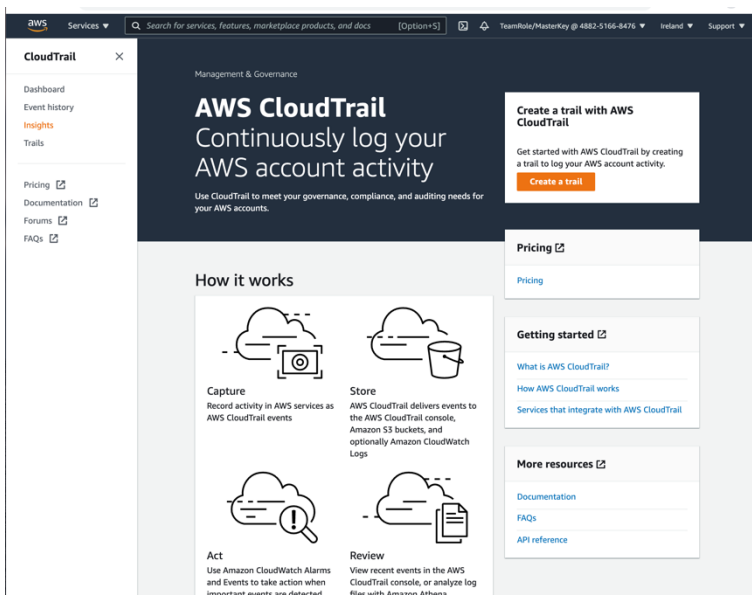 aws
Services ▼
Search for services, features, marketplace products, and docs
[Option+S]
TeamRole/MasterKey @ 4882-5166-8476 ▼
Ireland ▼
Support ▼
CloudTrail
Dashboard
Event history
Insights
Trails
Pricing
Documentation
Forums
FAQs
Management & Governance
AWS CloudTrail
Continuously log your
AWS account activity
Use CloudTrail to meet your governance, compliance, and auditing needs for
your AWS accounts.
Create a trail with AWS
CloudTrail
Get started with AWS CloudTrail by creating
a trail to log your AWS account activity.
Create a trail
Pricing
Pricing
Getting started
What is AWS CloudTrail?
How AWS CloudTrail works
Services that integrate with AWS CloudTrail
More resources
Documentation
FAQs
API reference
How it works
Capture
Record activity in AWS services as
AWS CloudTrail events
Store
AWS CloudTrail delivers events to
the AWS CloudTrail console,
Amazon S3 buckets, and
optionally Amazon CloudWatch
Logs
Act
Use Amazon CloudWatch Alarms
and Events to take action when
important events are detected
Review
View recent events in the AWS
CloudTrail console, or analyze log
files with Amazon Athena